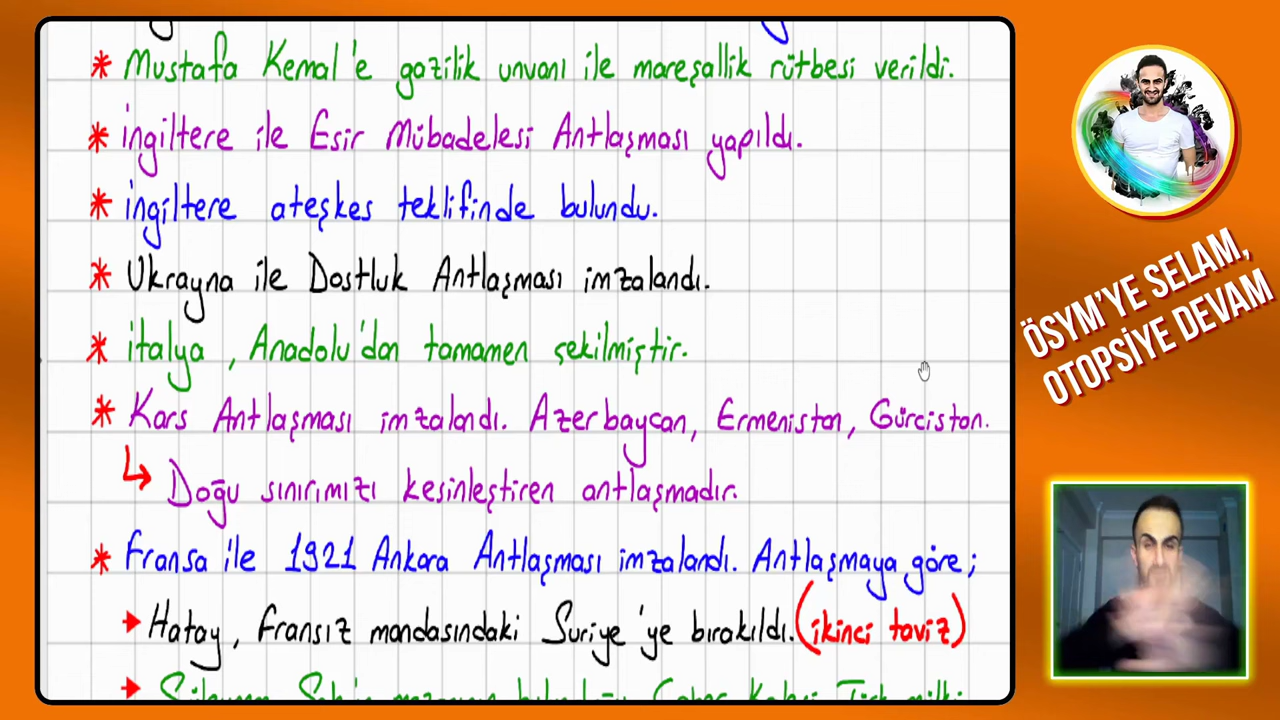 * Mustafa Kemal'e gazilik unvanı ile mareşallik rütbesi verildi.
* İngiltere ile Esir Mübadelesi Antlaşması yapıldı.
* İngiltere ateşkes teklifinde bulundu.
* Ukrayna ile Dostluk Antlaşması imzalandı.
* İtalya, Anadolu'dan tamamen çekilmiştir.
* Kars Antlaşması imzalandı. Azerbaycan, Ermenistan, Gürcistan.
↳ Doğu sınırımızı kesinleştiren antlaşmadır.
* Fransa ile 1921 Ankara Antlaşması imzalandı. Antlaşmaya göre;
Hatay, Fransız mandasındaki Suriye'ye bırakıldı. (ikinci taviz)
ÖSYM'YE SELAM,
OTOPSİYE DEVAM